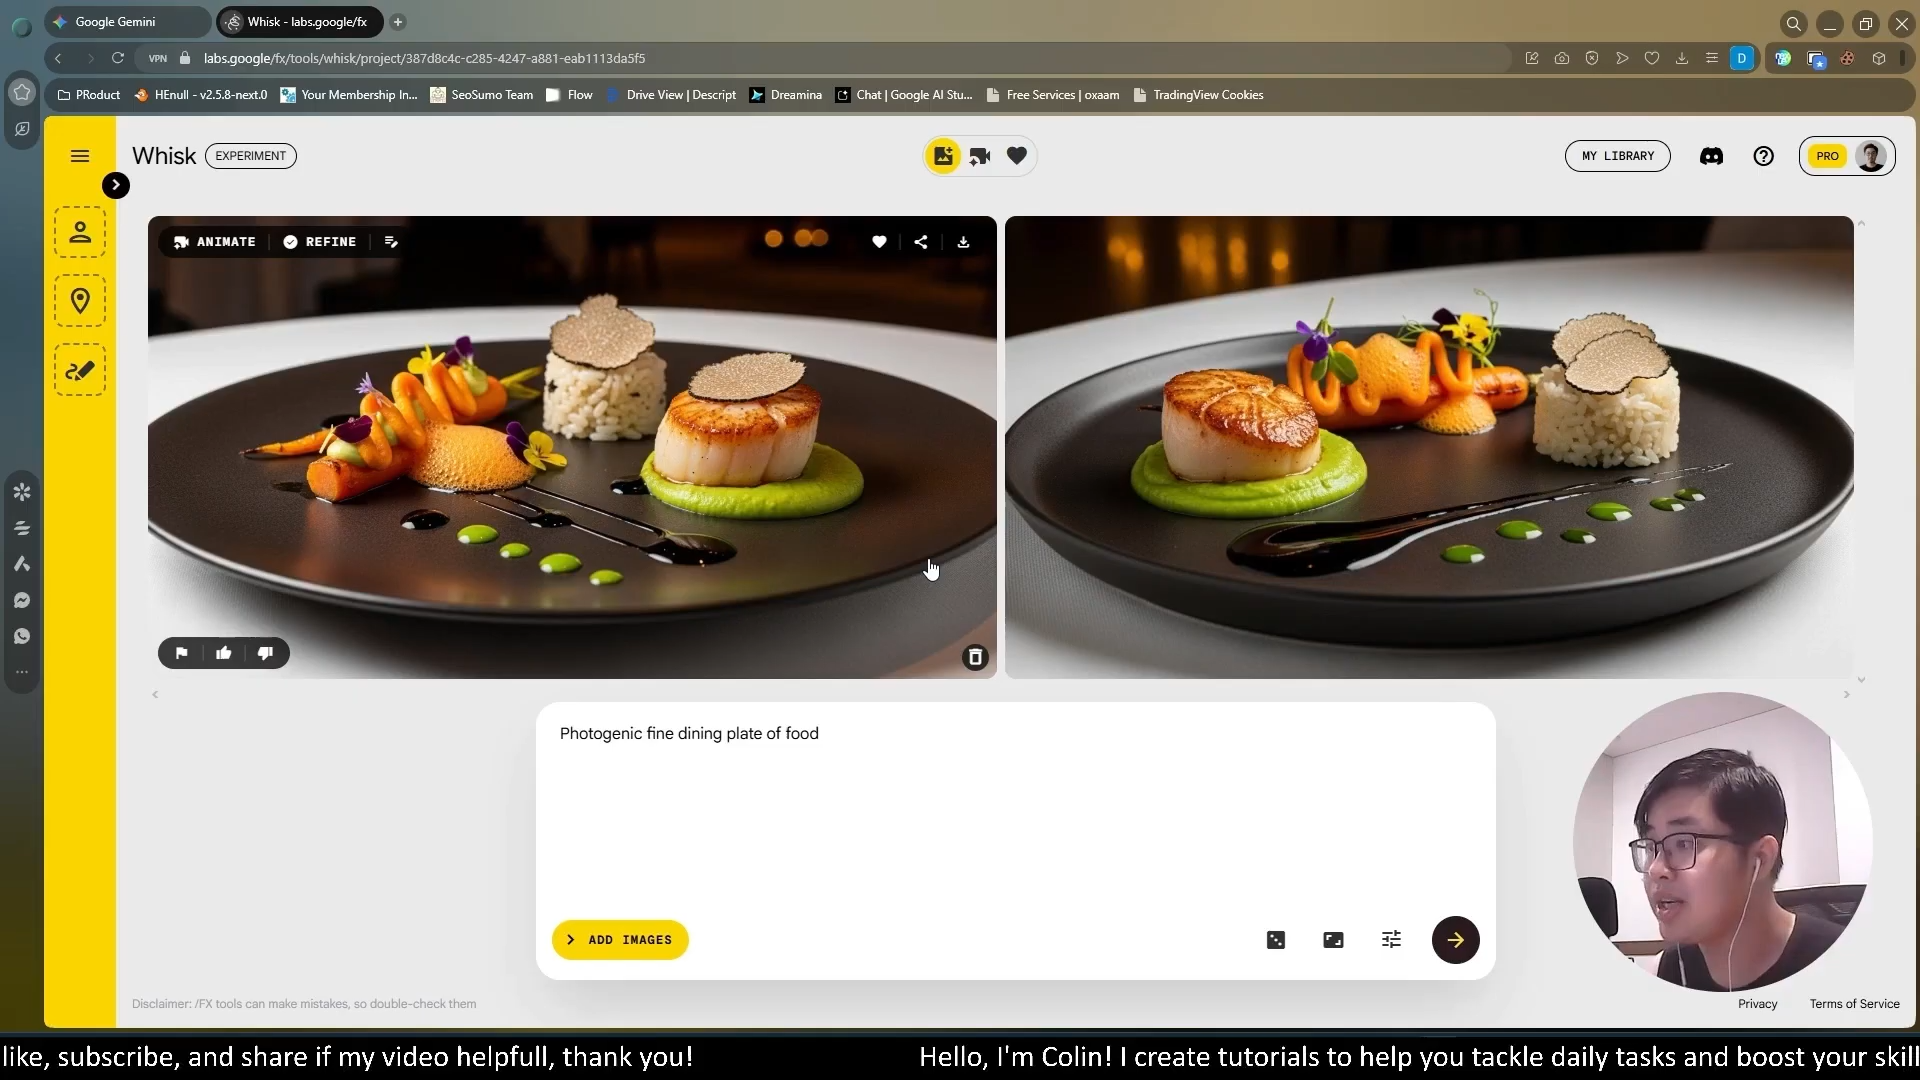 Google Gemini
Whisk - labs.google/fx
VPN
labs.google/fx/tools/whisk/project/387d8c4c-c285-4247-a881-eab1113da5f5
D
PRoduct
HEnull - v2.5.8-next.0
Your Membership In...
SeoSumo Team
Flow
Drive View | Descript
Dreamina
Chat | Google AI Stu...
Free Services | oxaam
TradingView Cookies
Whisk
EXPERIMENT
MY LIBRARY
PRO
ANIMATE
REFINE
Photogenic fine dining plate of food
ADD IMAGES
Disclaimer: /FX tools can make mistakes, so double-check them
Privacy
Terms of Service
like, subscribe, and share if my video helpfull, thank you!
Hello, I'm Colin! I create tutorials to help you tackle daily tasks and boost your skill